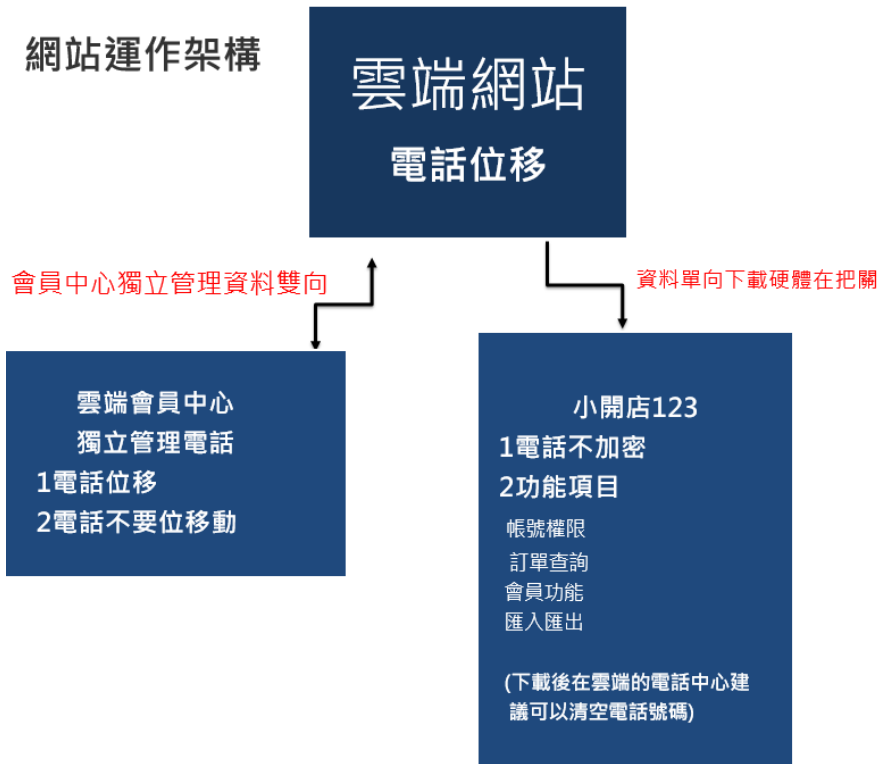 網站運作架構
雲端網站
電話位移
會員中心獨立管理資料雙向
資料單向下載硬體在把關
雲端會員中心
獨立管理電話
1電話位移
2電話不要位移動
小開店123
1電話不加密
2功能項目
帳號權限
訂單查詢
會員功能
匯入匯出
(下載後在雲端的電話中心建
議可以清空電話號碼)